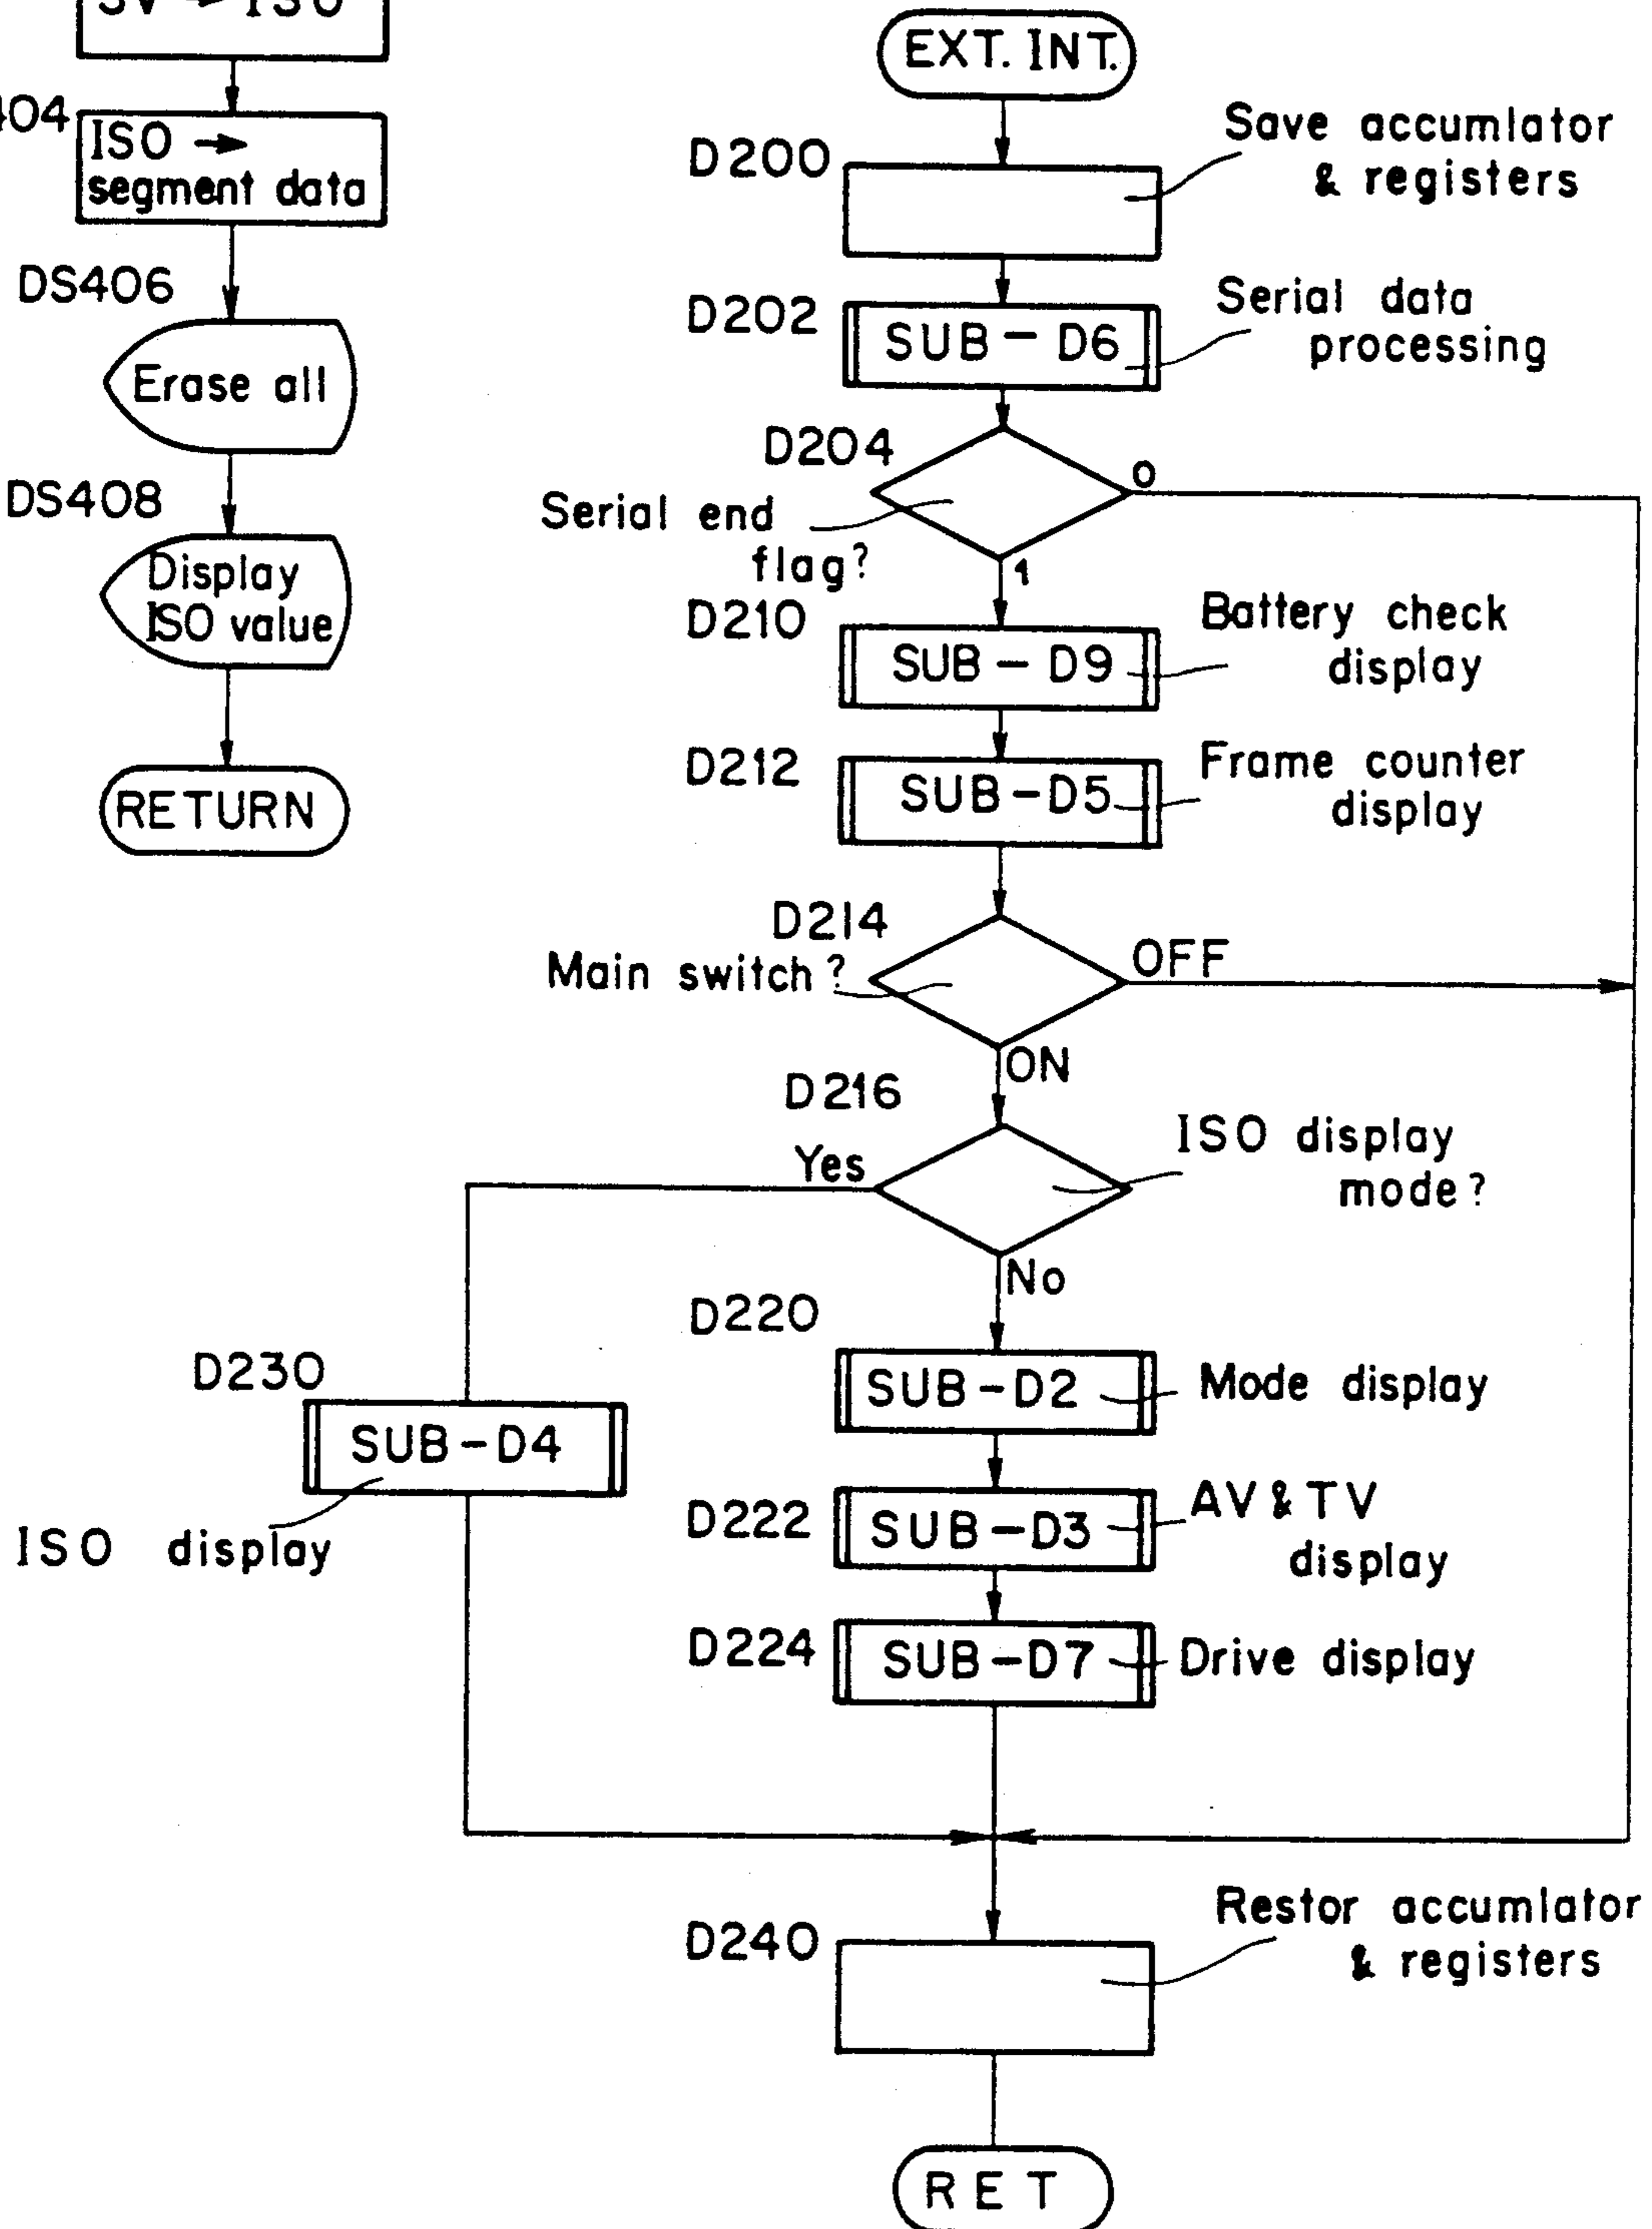 SV → ISO
404
ISO →
segment data
DS406
Erase all
DS408
Display
ISO value
RETURN
EXT. INT.
D200
Save accumlator
& registers
D202
SUB - D6
Serial data
processing
D204
Serial end
flag?
0
1
D210
SUB - D9
Battery check
display
D212
SUB - D5
Frame counter
display
D214
Main switch?
OFF
ON
D216
ISO display
mode?
Yes
No
D220
SUB - D2
Mode display
D230
SUB - D4
ISO display
D222
SUB - D3
AV & TV
display
D224
SUB - D7
Drive display
D240
Restor accumlator
& registers
RET